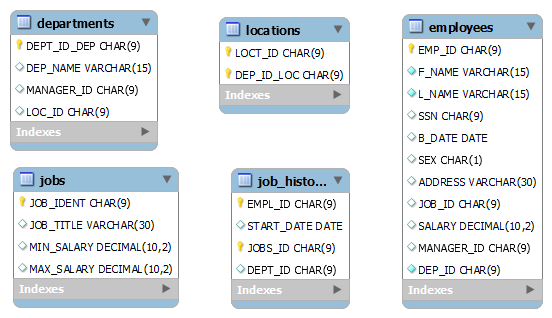 departments
DEPT_ID_DEP CHAR(9)
DEP_NAME VARCHAR(15)
MANAGER_ID CHAR(9)
LOC_ID CHAR(9)
Indexes
locations
LOCT_ID CHAR(9)
DEP_ID_LOC CHAR(9)
Indexes
employees
EMP_ID CHAR(9)
F_NAME VARCHAR(15)
L_NAME VARCHAR(15)
SSN CHAR(9)
B_DATE DATE
SEX CHAR(1)
ADDRESS VARCHAR(30)
JOB_ID CHAR(9)
SALARY DECIMAL(10,2)
MANAGER_ID CHAR(9)
DEP_ID CHAR(9)
Indexes
jobs
JOB_IDENT CHAR(9)
JOB_TITLE VARCHAR(30)
MIN_SALARY DECIMAL(10,2)
MAX_SALARY DECIMAL(10,2)
Indexes
job_histo...
EMPL_ID CHAR(9)
START_DATE DATE
JOBS_ID CHAR(9)
DEPT_ID CHAR(9)
Indexes